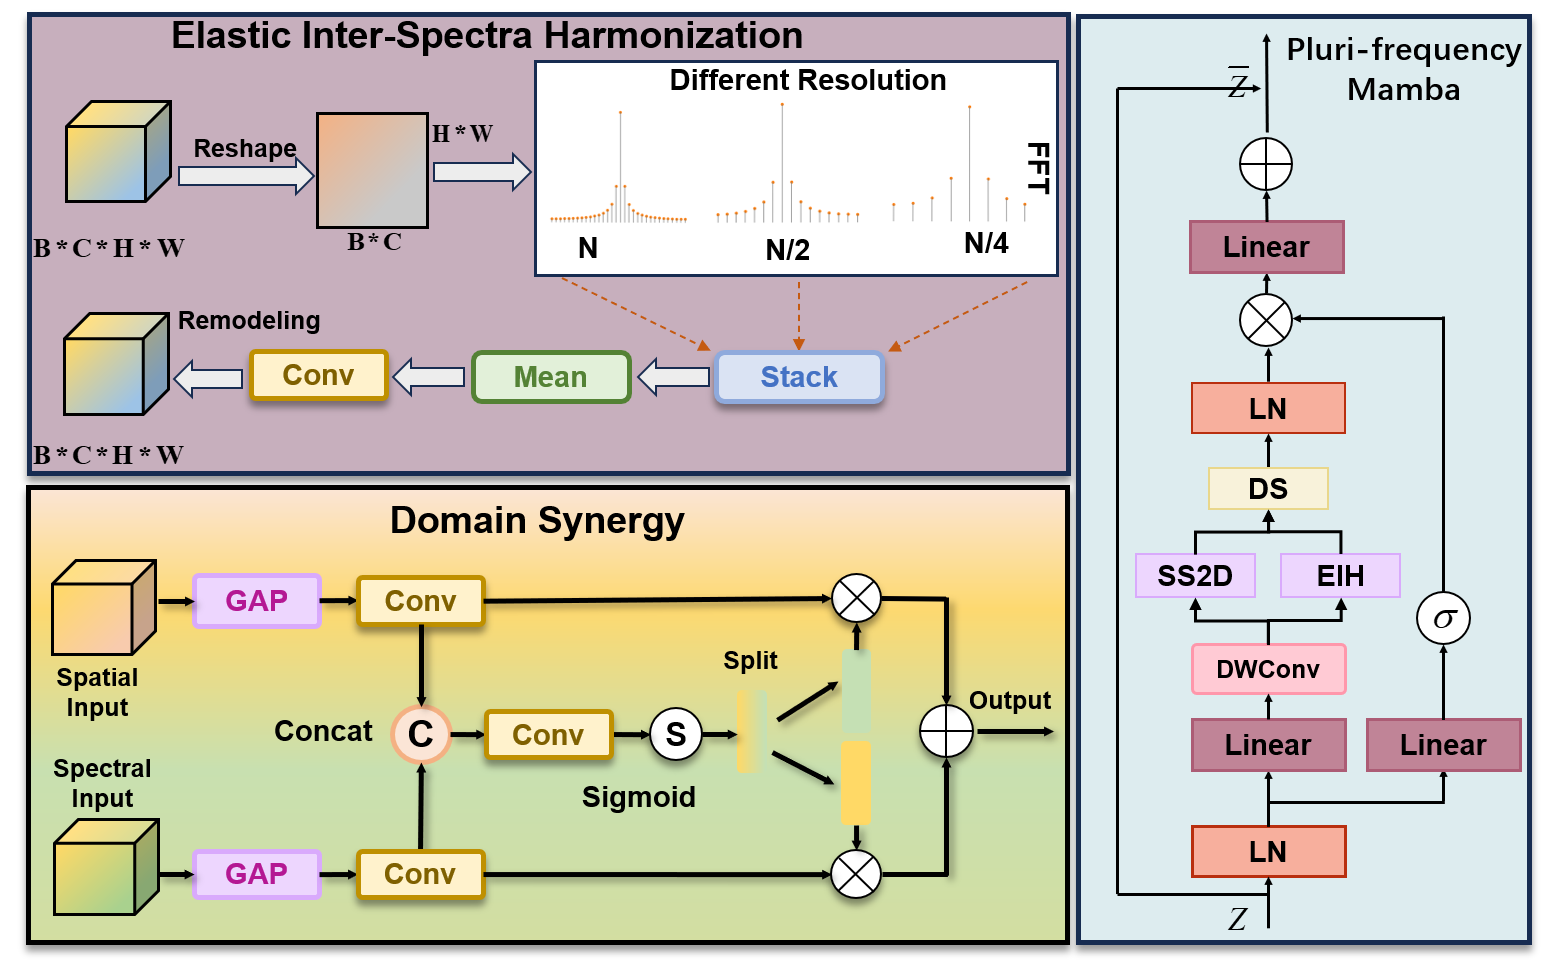 Elastic Inter-Spectra Harmonization
Different Resolution
Reshape
H * W
FFT
B * C * H * W
B * C
N
N/2
N/4
Remodeling
Conv
Mean
Stack
B * C * H * W
Domain Synergy
GAP
Conv
Spatial
Input
Split
Concat
C
Conv
S
Sigmoid
Output
Spectral
Input
GAP
Conv
Pluri-frequency
Mamba
Z̅
Linear
LN
DS
SS2D
EIH
σ
DWConv
Linear
Linear
LN
Z